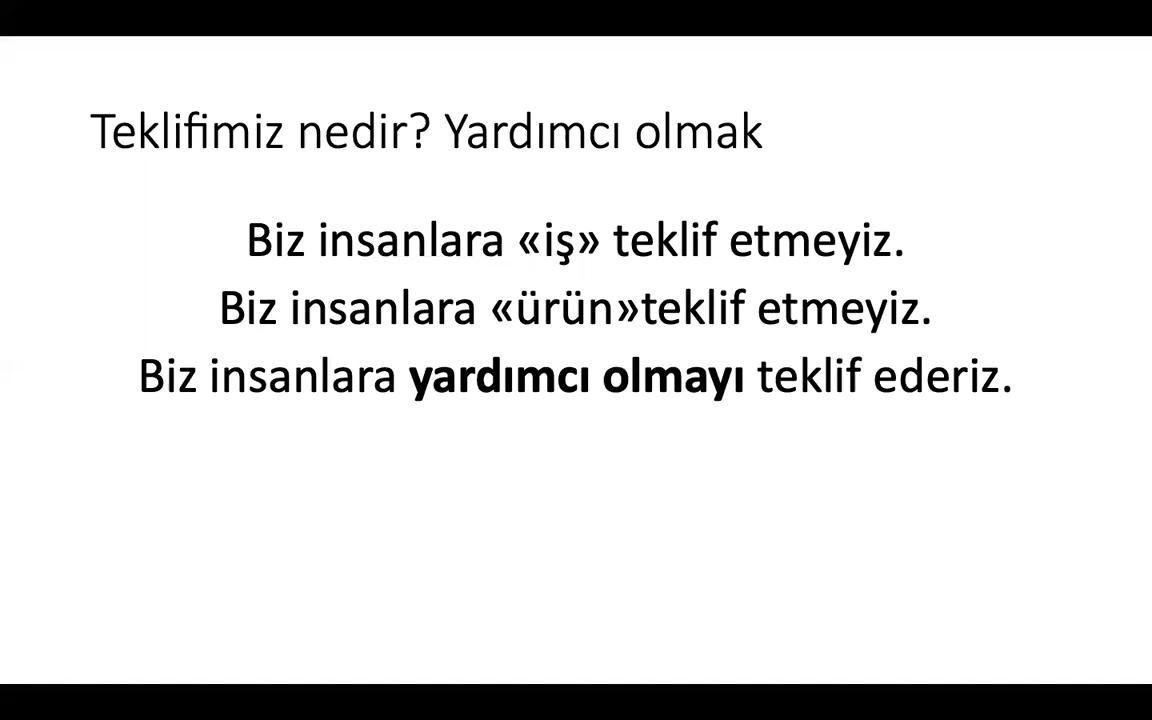 Teklifimiz nedir? Yardımcı olmak
Biz insanlara «iş» teklif etmeyiz.
Biz insanlara «ürün»teklif etmeyiz.
Biz insanlara yardımcı olmayı teklif ederiz.